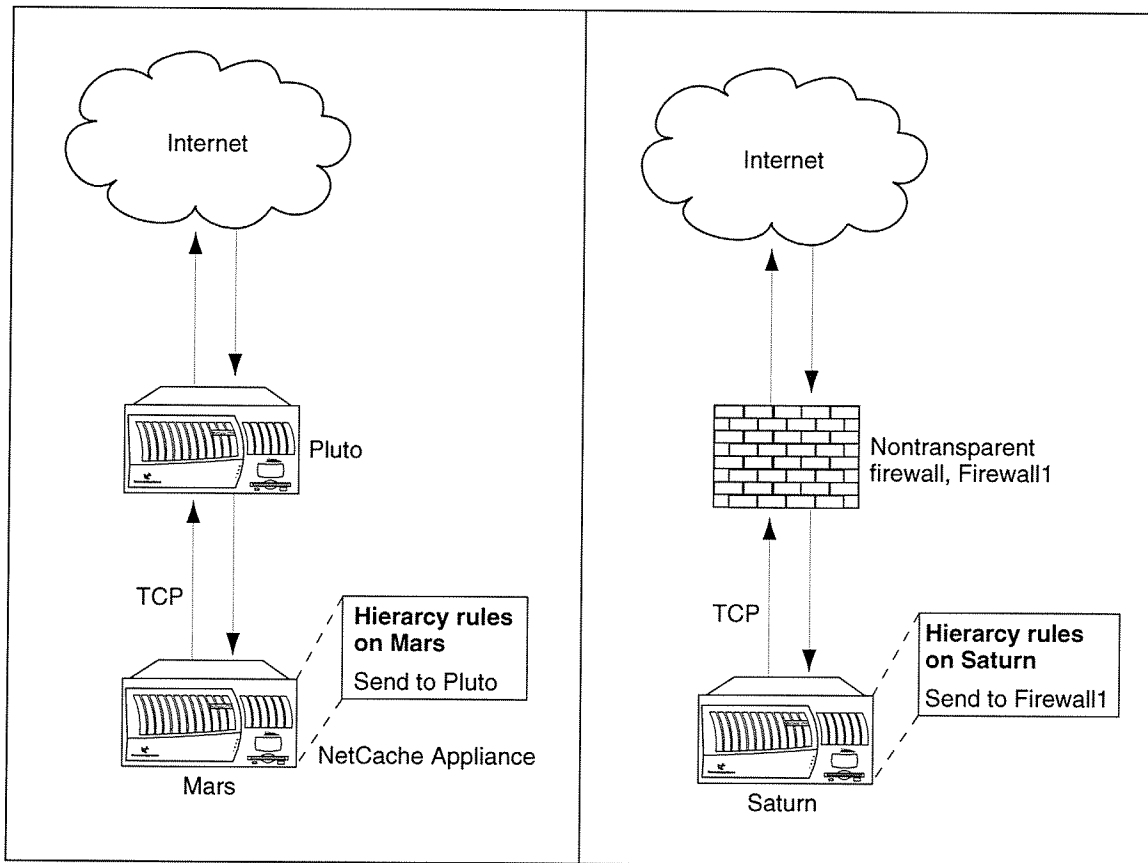 Internet
Pluto
TCP
Hierarcy rules
on Mars
Send to Pluto
NetCache Appliance
Mars
Internet
Nontransparent
firewall, Firewall1
TCP
Hierarcy rules
on Saturn
Send to Firewall1
Saturn